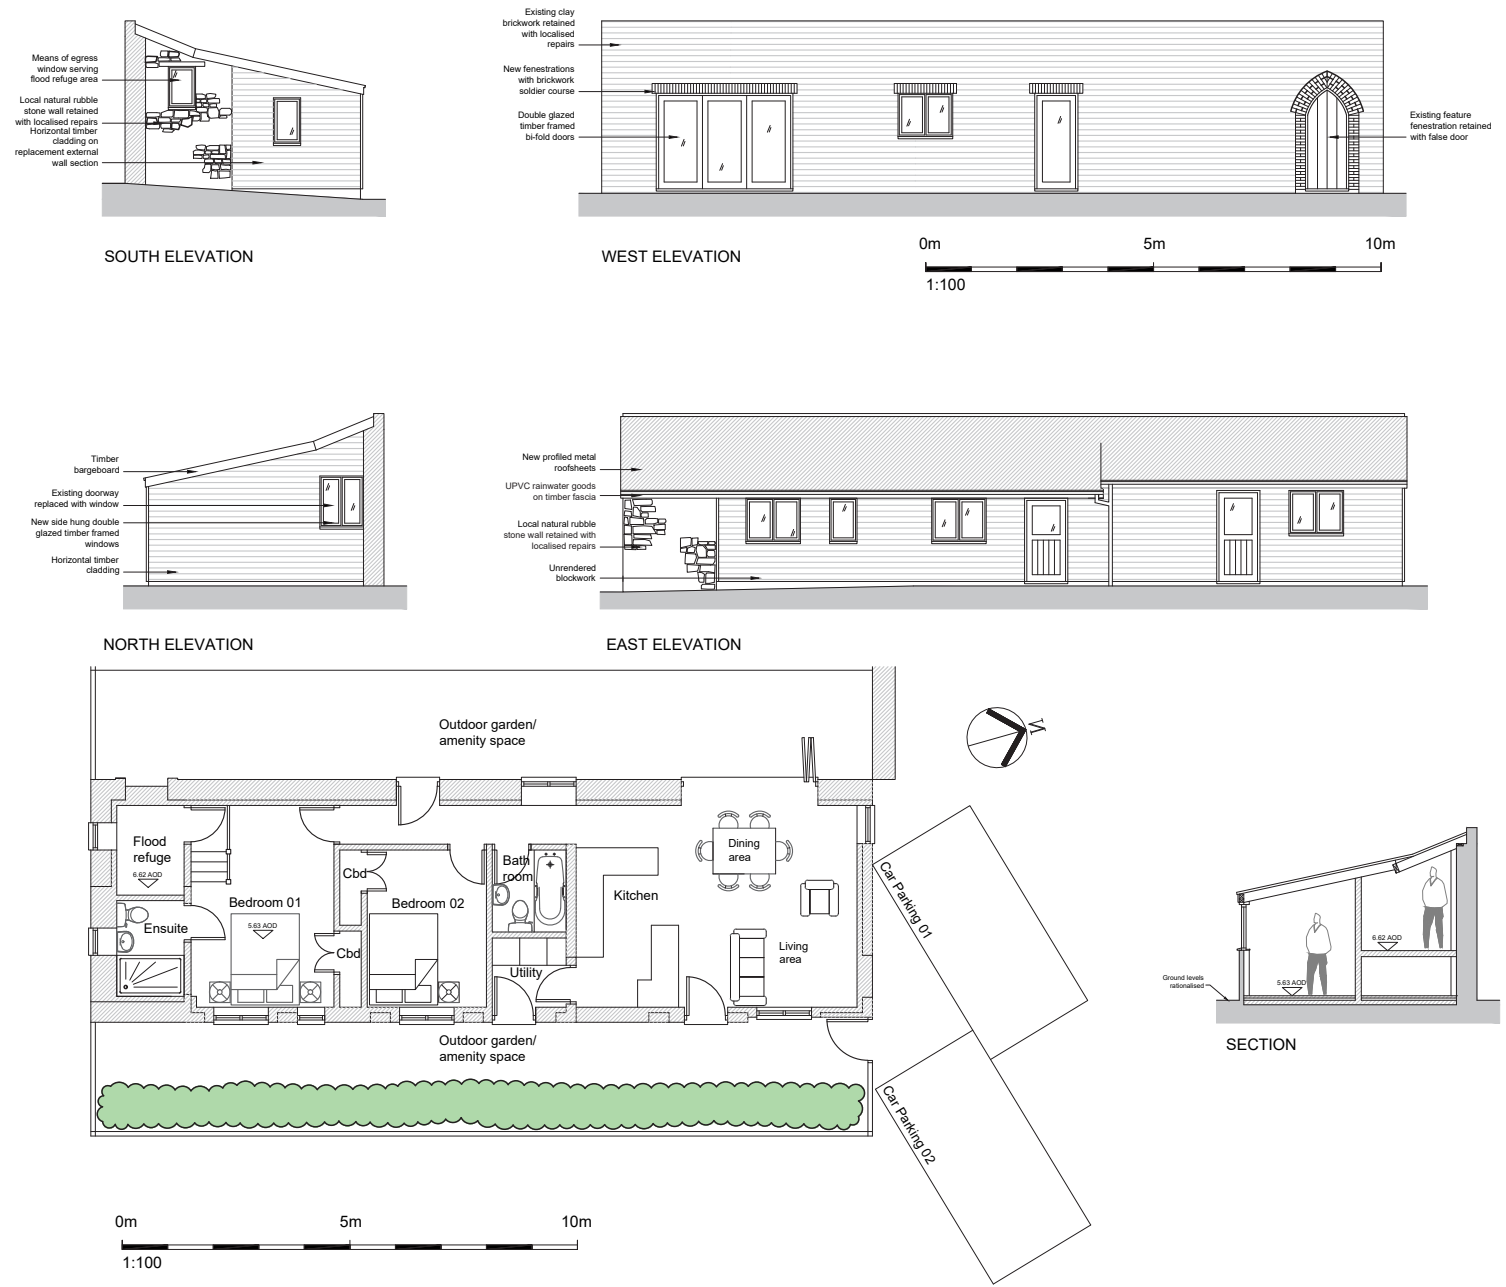 Means of egress
window serving
flood refuge area
Local natural rubble
stone wall retained
with localised repairs
Horizontal timber
cladding on
replacement external
wall section
SOUTH ELEVATION
Existing clay
brickwork retained
with localised
repairs
New fenestrations
with brickwork
soldier course
Double glazed
timber framed
bi-fold doors
Existing feature
fenestration retained
with false door
WEST ELEVATION
0m
5m
10m
1:100
Timber
bargeboard
Existing doorway
replaced with window
New side hung double
glazed timber framed
windows
Horizontal timber
cladding
NORTH ELEVATION
New profiled metal
roofsheets
UPVC rainwater goods
on timber fascia
Local natural rubble
stone wall retained with
localised repairs
Unrendered
blockwork
EAST ELEVATION
Outdoor garden/
amenity space
N
Flood
refuge
6.62 AOD
Ensuite
Bedroom 01
5.63 AOD
Cbd
Cbd
Bedroom 02
Bath
room
Utility
Kitchen
Dining
area
Living
area
Car Parking 01
Car Parking 02
Outdoor garden/
amenity space
6.62 AOD
5.63 AOD
Ground levels
rationalised
SECTION
0m
5m
10m
1:100